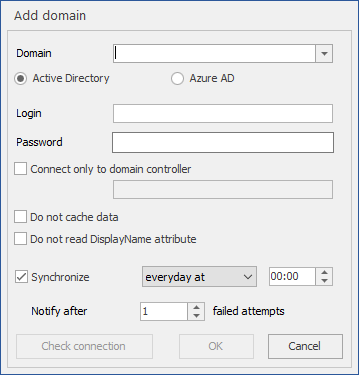 Add domain
Domain
Active Directory Azure AD
Login
Password
Connect only to domain controller
Do not cache data
Do not read DisplayName attribute
Synchronize everyday at 00:00
Notify after 1 failed attempts
Check connection OK Cancel